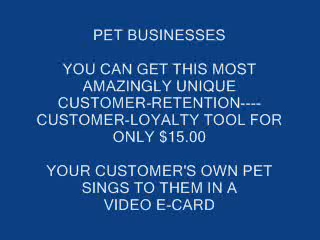 PET BUSINESSES
YOU CAN GET THIS MOST
AMAZINGLY UNIQUE
CUSTOMER-RETENTION----
CUSTOMER-LOYALTY TOOL FOR
ONLY $15.00
YOUR CUSTOMER'S OWN PET
SINGS TO THEM IN A
VIDEO E-CARD